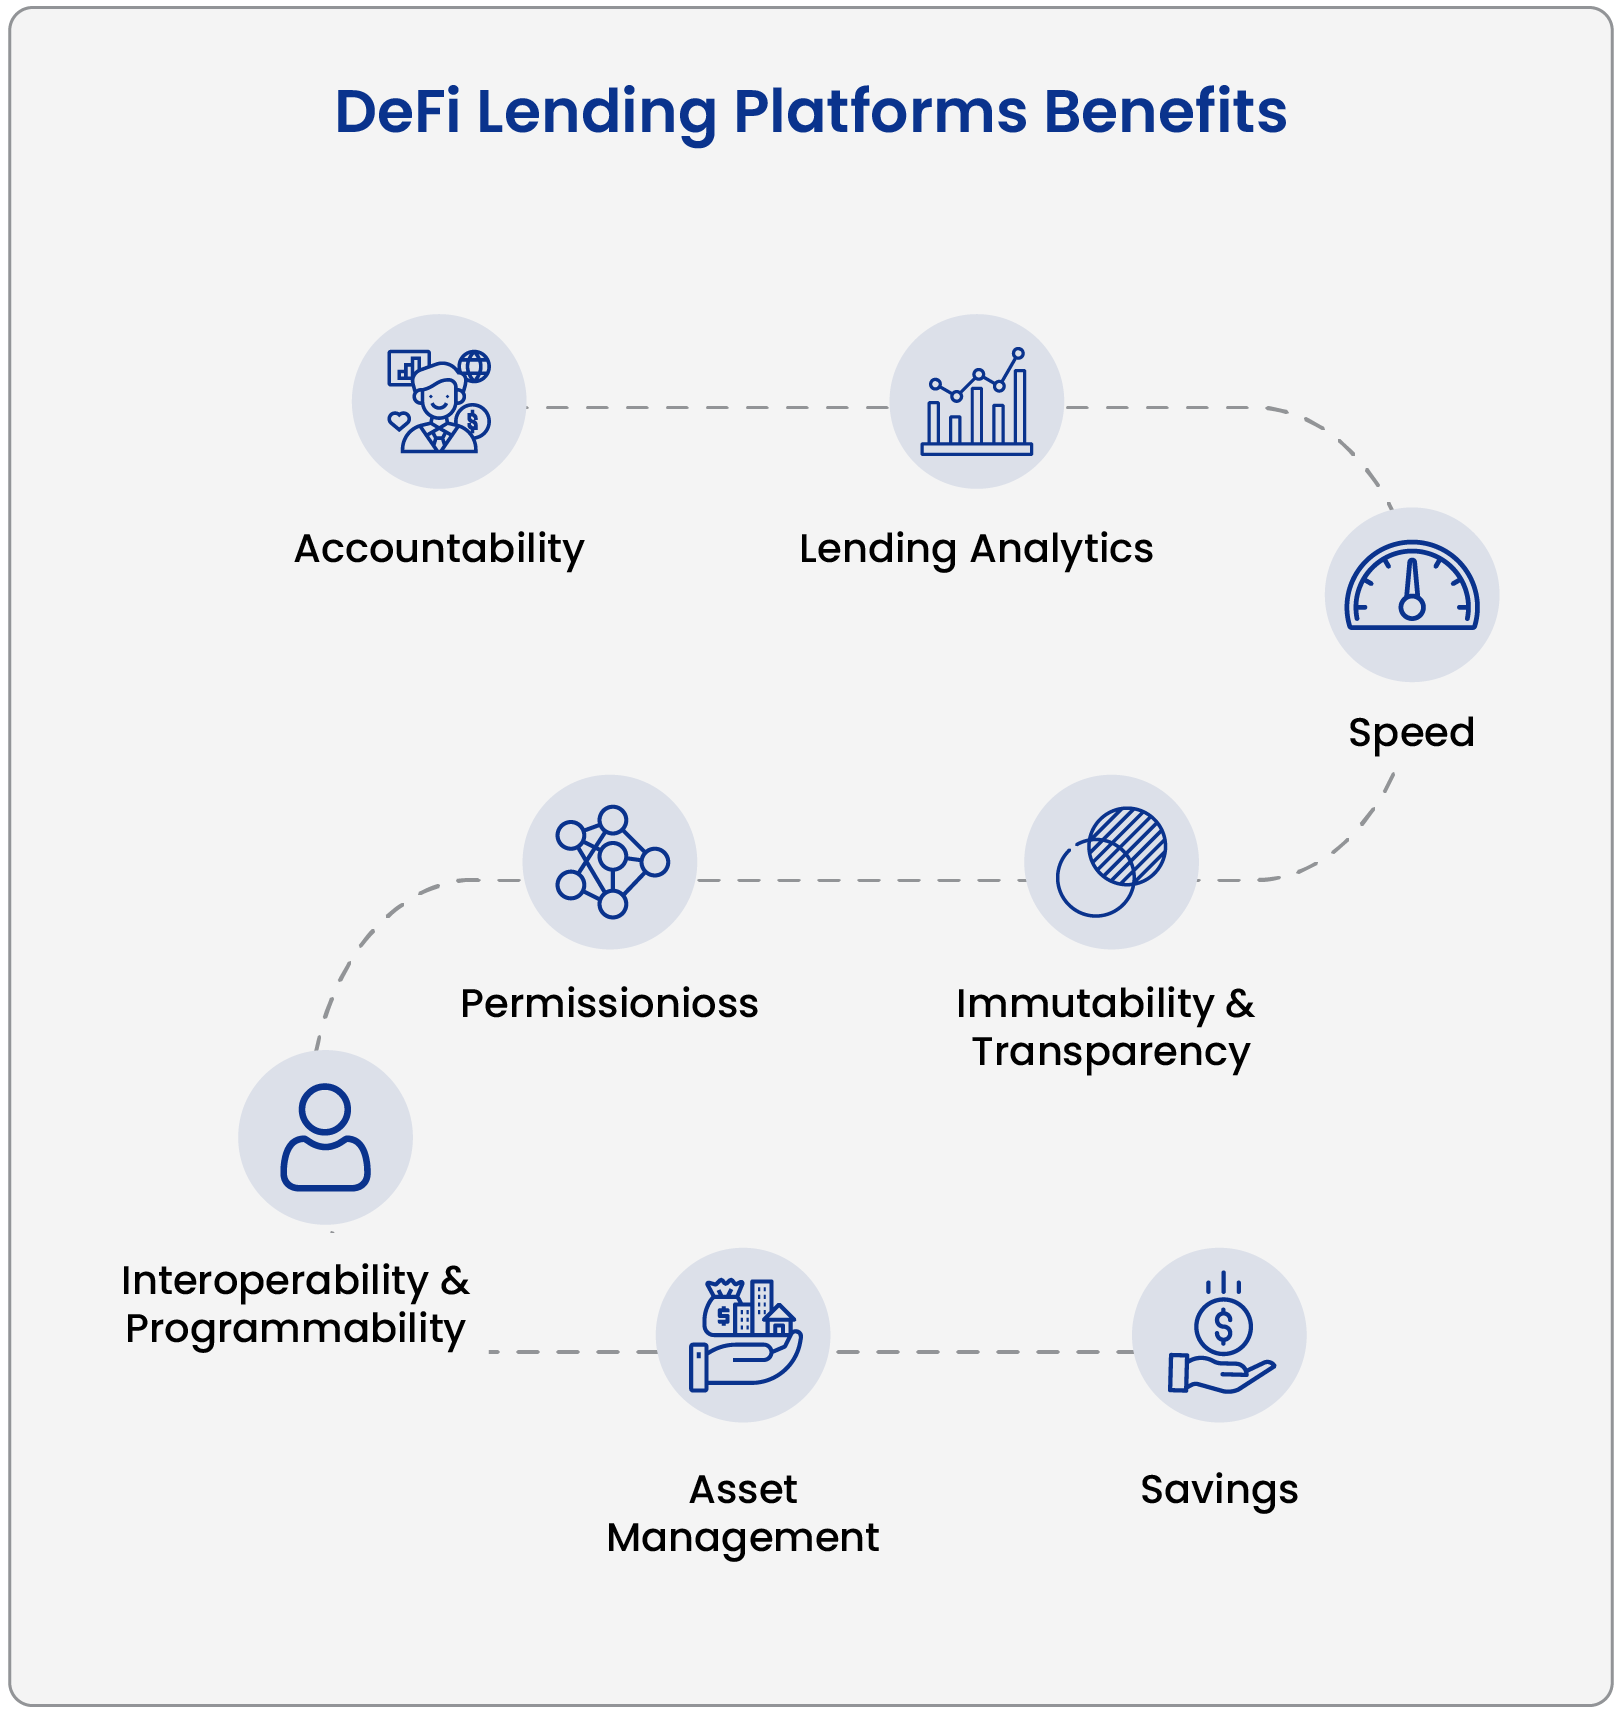 DeFi Lending Platforms Benefits
Accountability
Lending Analytics
Speed
Permissionioss
Immutability &
Transparency
Interoperability &
Programmability
Asset
Management
Savings